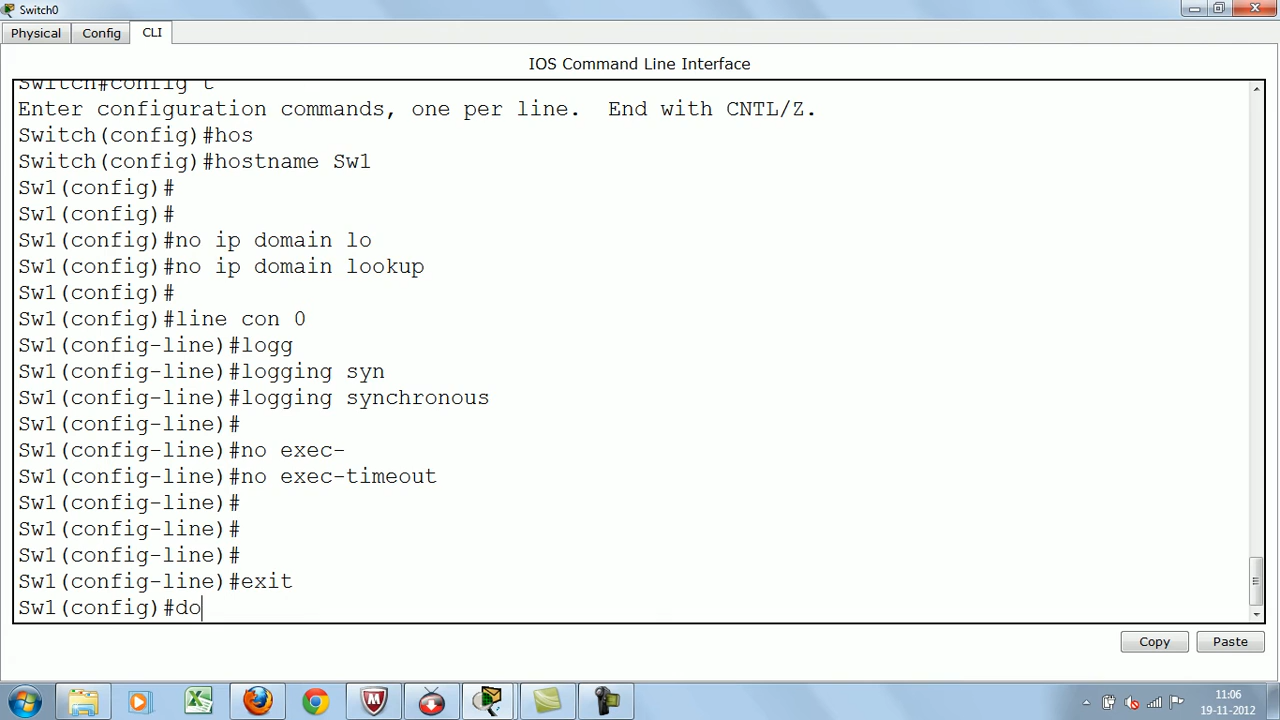 Switch0
Physical Config CLI
IOS Command Line Interface
Switch#config t
Enter configuration commands, one per line.  End with CNTL/Z.
Switch(config)#hos
Switch(config)#hostname Sw1
Sw1(config)#
Sw1(config)#
Sw1(config)#no ip domain lo
Sw1(config)#no ip domain lookup
Sw1(config)#
Sw1(config)#line con 0
Sw1(config-line)#logg
Sw1(config-line)#logging syn
Sw1(config-line)#logging synchronous
Sw1(config-line)#
Sw1(config-line)#no exec-
Sw1(config-line)#no exec-timeout
Sw1(config-line)#
Sw1(config-line)#
Sw1(config-line)#
Sw1(config-line)#exit
Sw1(config)#do
Copy Paste
11:06
19-11-2012